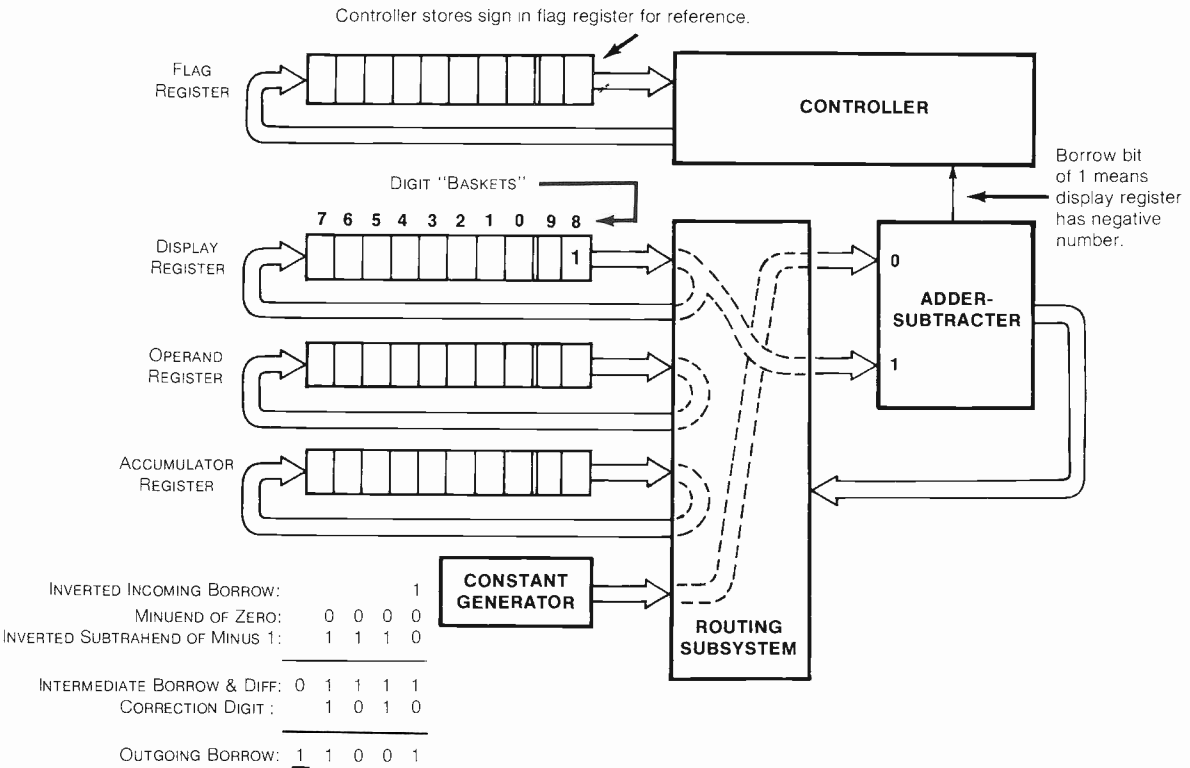 Controller stores sign in flag register for reference.
FLAG
REGISTER
CONTROLLER
Borrow bit
of 1 means
display register
has negative
number.
DIGIT "BASKETS"
7 6 5 4 3 2 1 0 9 8
DISPLAY
REGISTER
1
0
ADDER-
SUBTRACTER
1
OPERAND
REGISTER
ACCUMULATOR
REGISTER
CONSTANT
GENERATOR
ROUTING
SUBSYSTEM
INVERTED INCOMING BORROW: 1
MINUEND OF ZERO: 0 0 0 0
INVERTED SUBTRAHEND OF MINUS 1: 1 1 1 0
INTERMEDIATE BORROW & DIFF: 0 1 1 1 1
CORRECTION DIGIT : 1 0 1 0
OUTGOING BORROW: 1 1 0 0 1